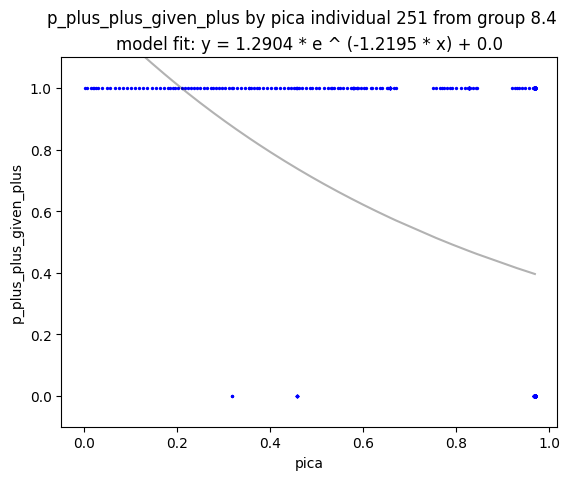 p_plus_plus_given_plus by pica individual 251 from group 8.4
model fit: y = 1.2904 * e ^ (-1.2195 * x) + 0.0
p_plus_plus_given_plus
1.0
0.8
0.6
0.4
0.2
0.0
0.0 0.2 0.4 0.6 0.8 1.0
pica